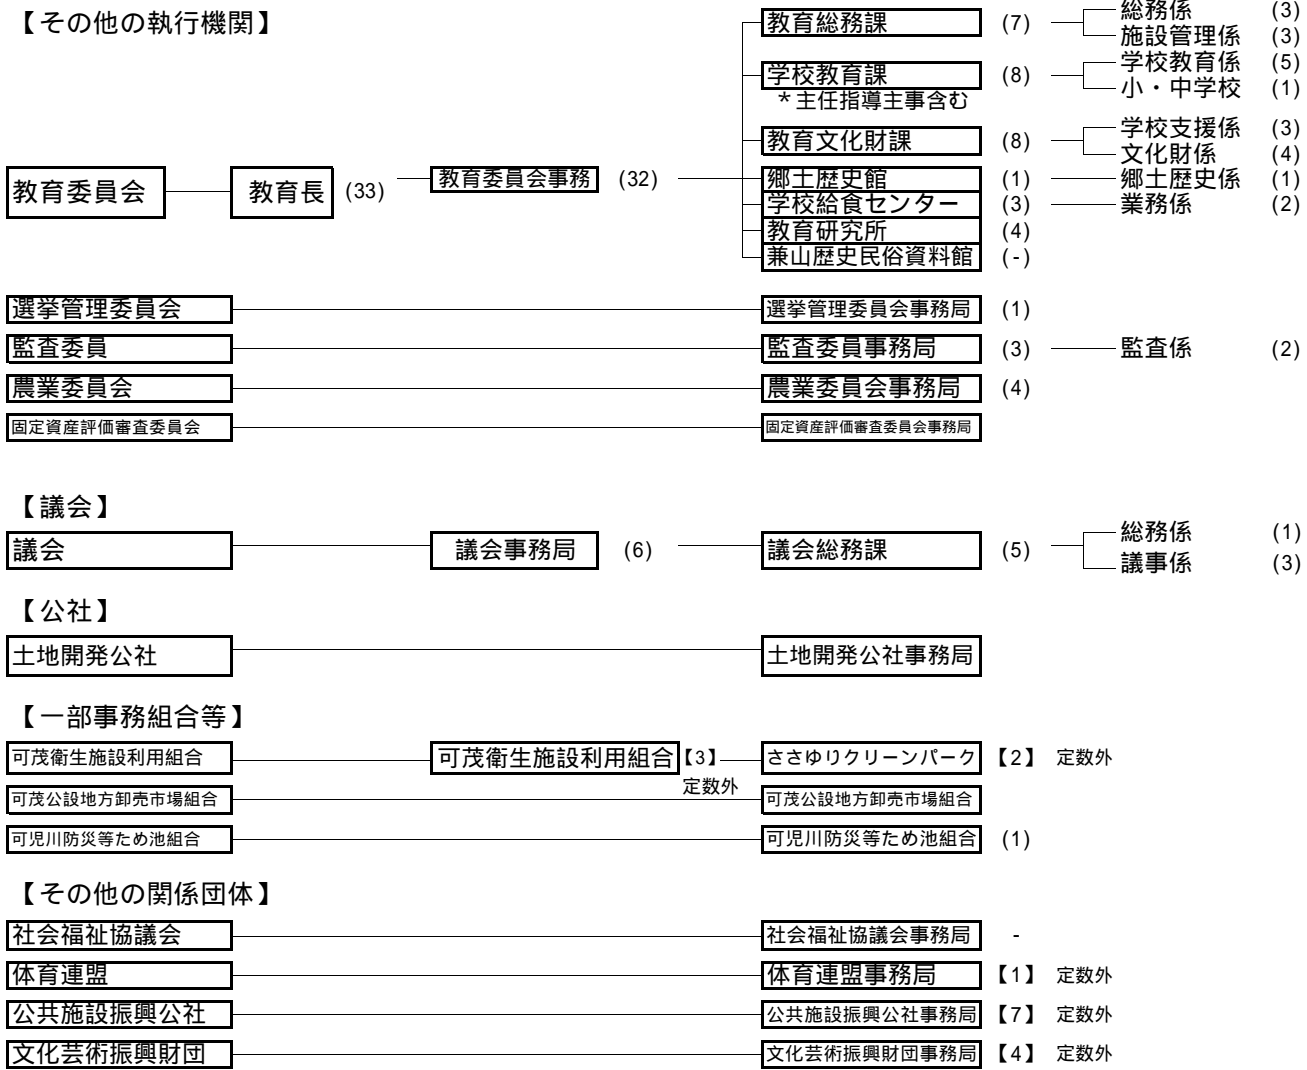 【その他の執行機関】
教育総務課 (7) 総務係 (3)
施設管理係 (3)
学校教育課 (8) 学校教育係 (5)
＊主任指導主事含む 小・中学校 (1)
教育文化財課 (8) 学校支援係 (3)
文化財係 (4)
教育委員会 教育長 (33) 教育委員会事務 (32) 郷土歴史館 (1) 郷土歴史係 (1)
学校給食センター (3) 業務係 (2)
教育研究所 (4)
兼山歴史民俗資料館 (-)
選挙管理委員会 選挙管理委員会事務局 (1)
監査委員 監査委員事務局 (3) 監査係 (2)
農業委員会 農業委員会事務局 (4)
固定資産評価審査委員会 固定資産評価審査委員会事務局
【議会】
議会 議会事務局 (6) 議会総務課 (5) 総務係 (1)
議事係 (3)
【公社】
土地開発公社 土地開発公社事務局
【一部事務組合等】
可茂衛生施設利用組合 可茂衛生施設利用組合【3】 ささゆりクリーンパーク 【2】 定数外
定数外
可茂公設地方卸売市場組合 可茂公設地方卸売市場組合
可児川防災等ため池組合 可児川防災等ため池組合 (1)
【その他の関係団体】
社会福祉協議会 社会福祉協議会事務局 -
体育連盟 体育連盟事務局 【1】 定数外
公共施設振興公社 公共施設振興公社事務局 【7】 定数外
文化芸術振興財団 文化芸術振興財団事務局 【4】 定数外